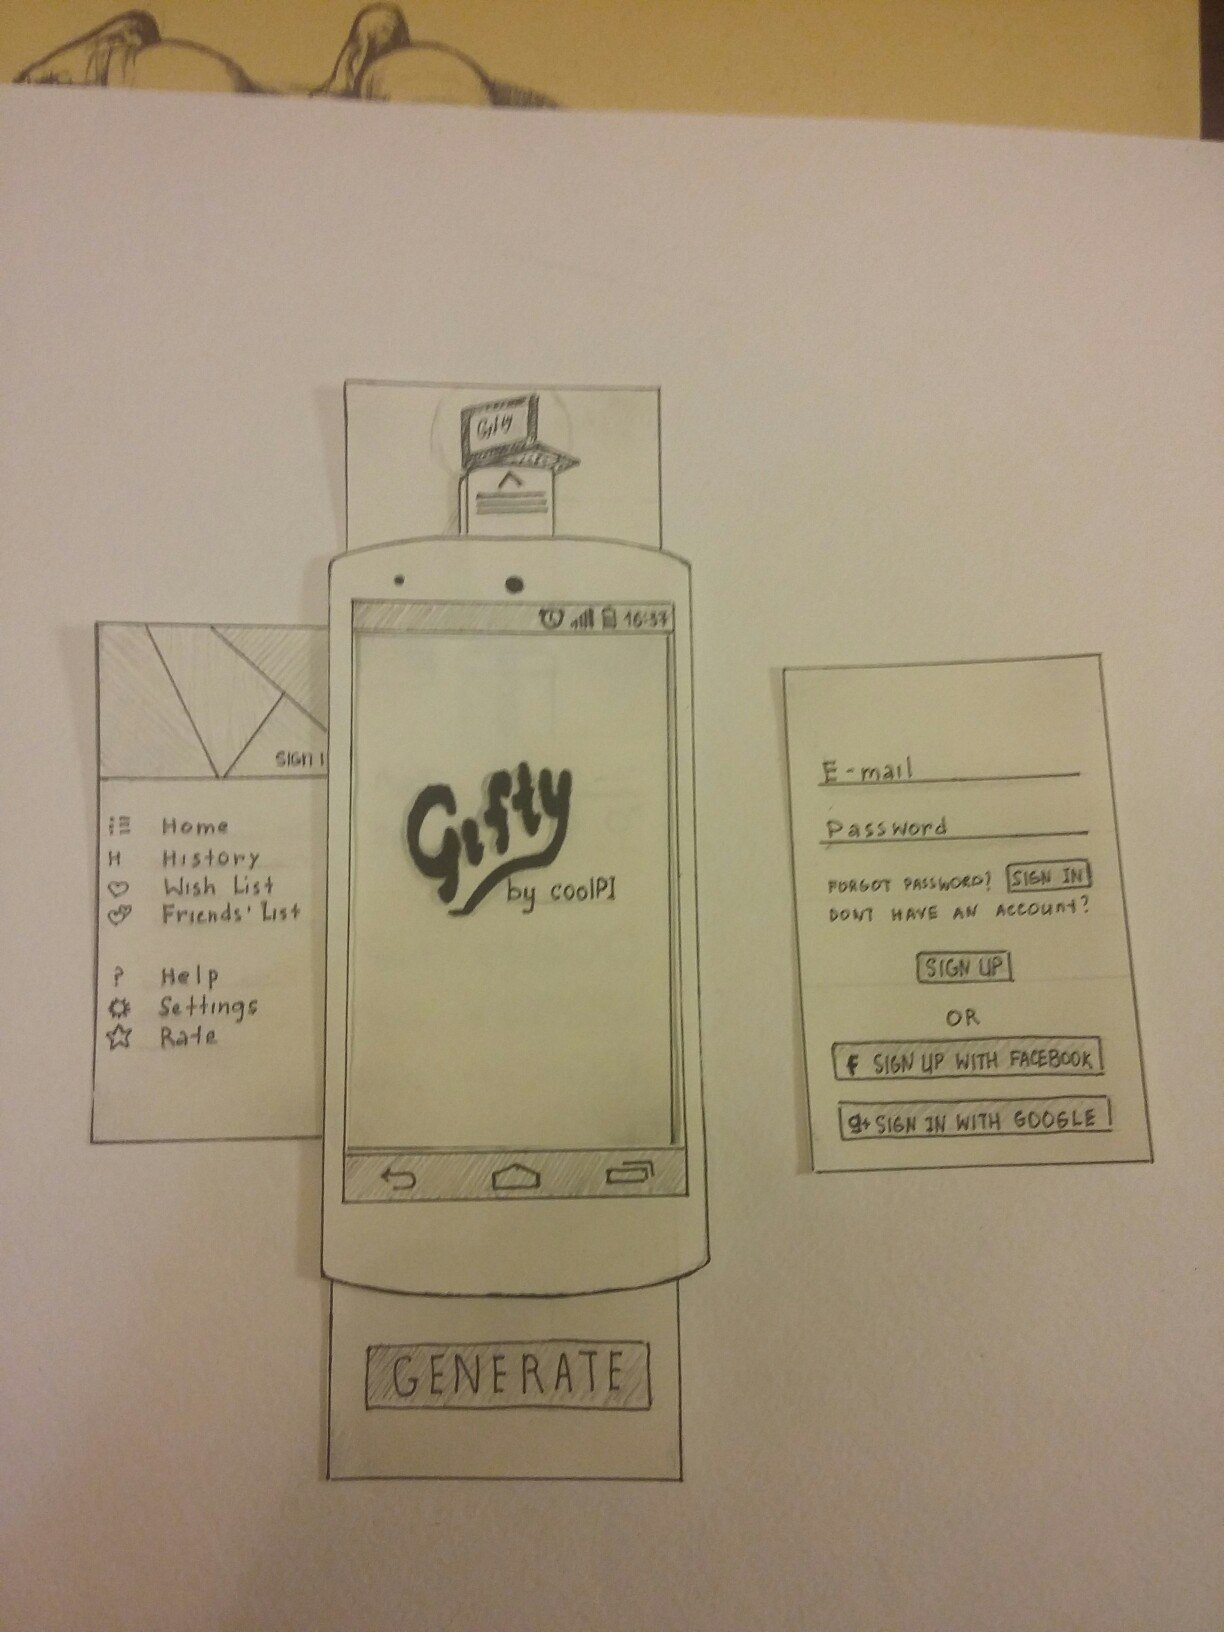 Gifty
16:37
SIGN I
Home
H History
Wish List
Friends' List
? Help
Settings
Rate
Gifty
by coolPI
E-mail
Password
FORGOT PASSWORD? SIGN IN
DONT HAVE AN ACCOUNT?
SIGN UP
OR
f SIGN UP WITH FACEBOOK
g+ SIGN IN WITH GOOGLE
GENERATE